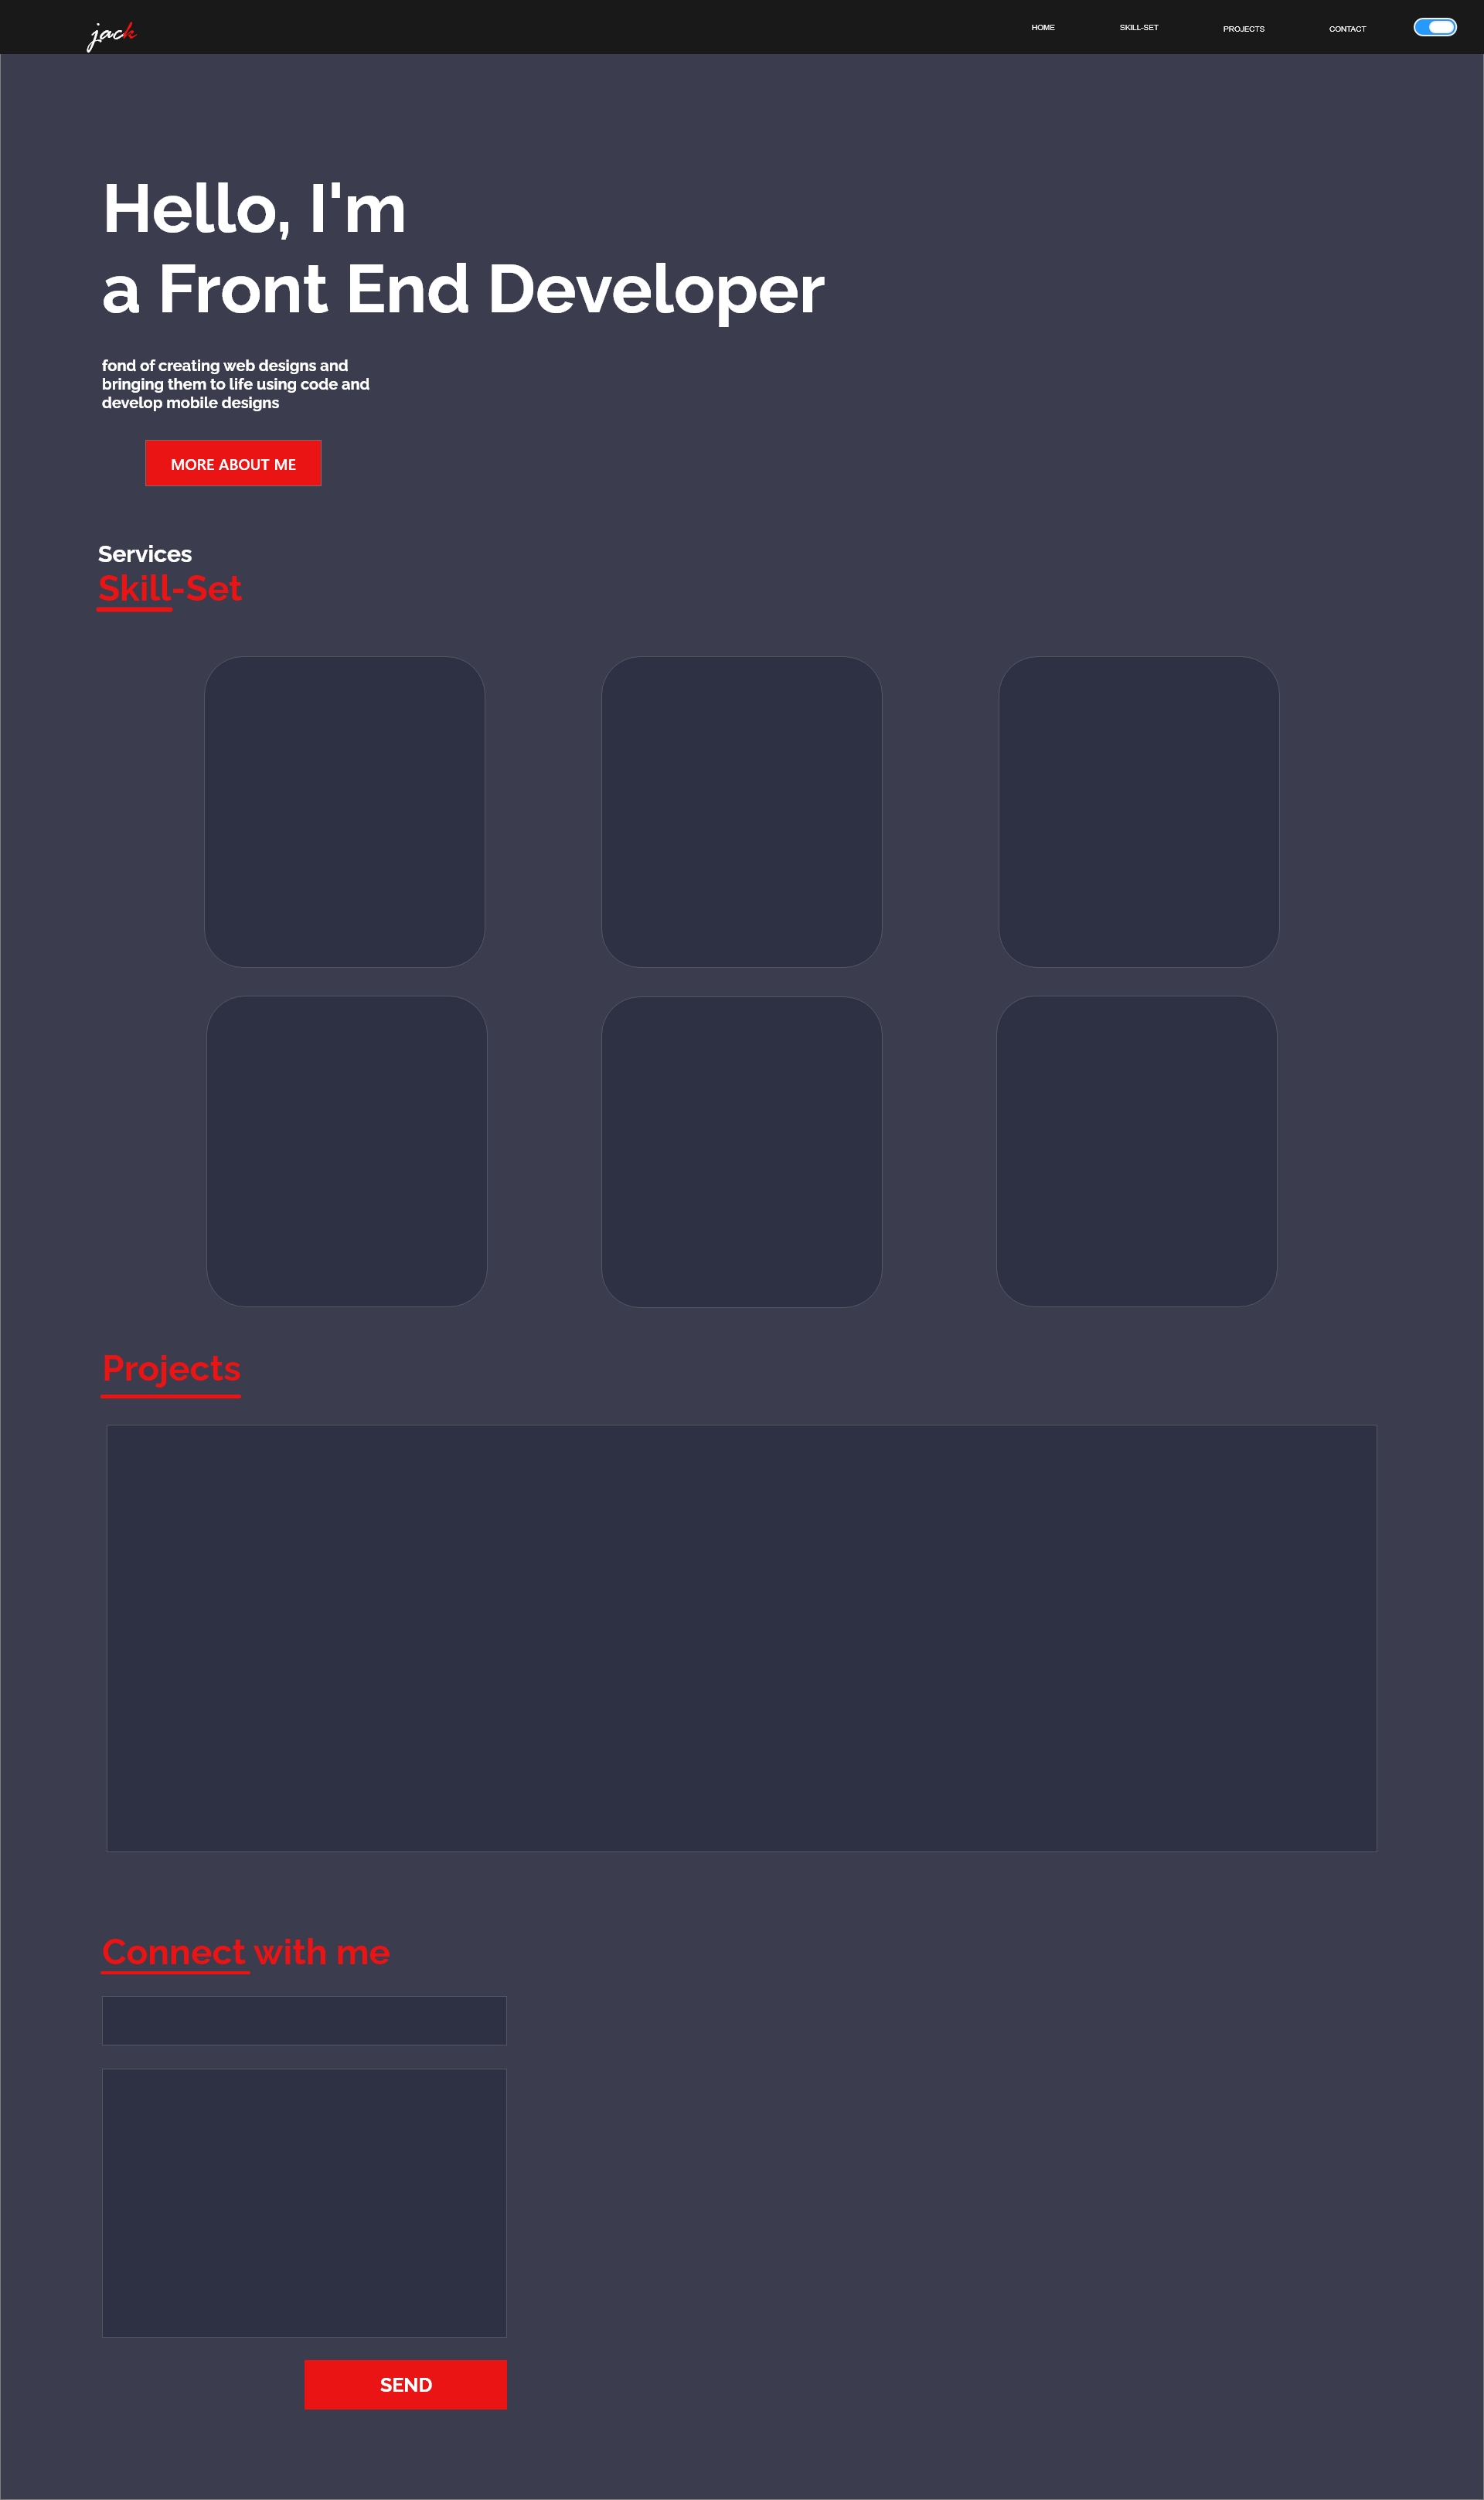 jack
HOME
SKILL-SET
PROJECTS
CONTACT
Hello, I'm
a Front End Developer
fond of creating web designs and
bringing them to life using code and
develop mobile designs
MORE ABOUT ME
Services
Skill-Set
Projects
Connect with me
SEND